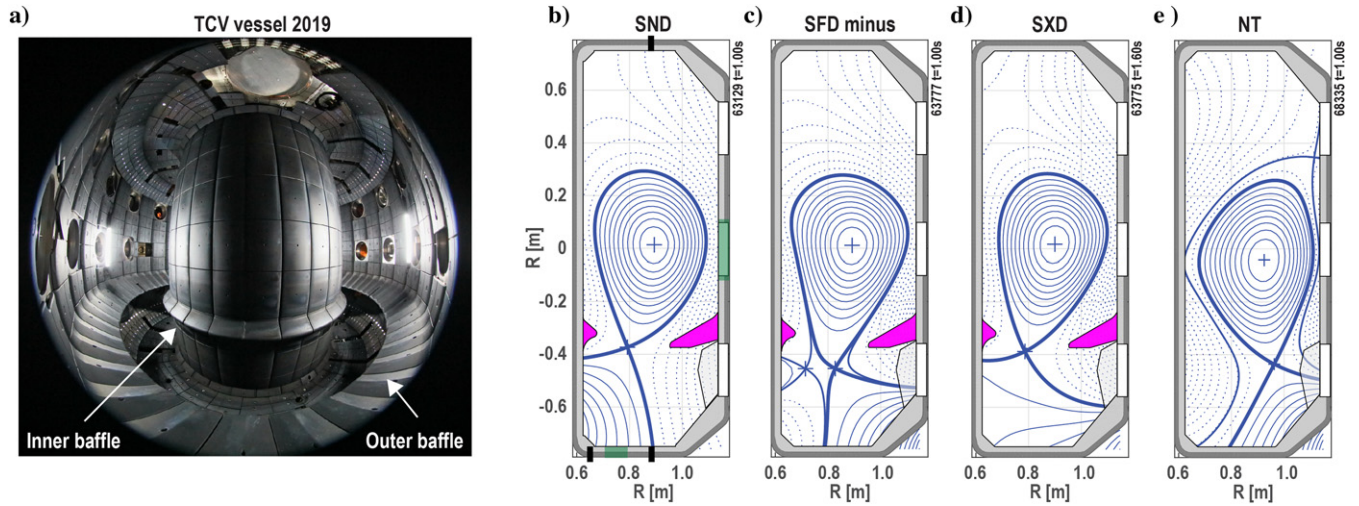 a)
TCV vessel 2019
Inner baffle
Outer baffle
b)
SND
c)
SFD minus
d)
SXD
e )
NT
R [m]
0.6
0.4
0.2
0
-0.2
-0.4
-0.6
63129 t=1.00s
63777 t=1.00s
63775 t=1.60s
68335 t=1.00s
0.6 0.8 1.0
R [m]
0.6 0.8 1.0
R [m]
0.6 0.8 1.0
R [m]
0.6 0.8 1.0
R [m]